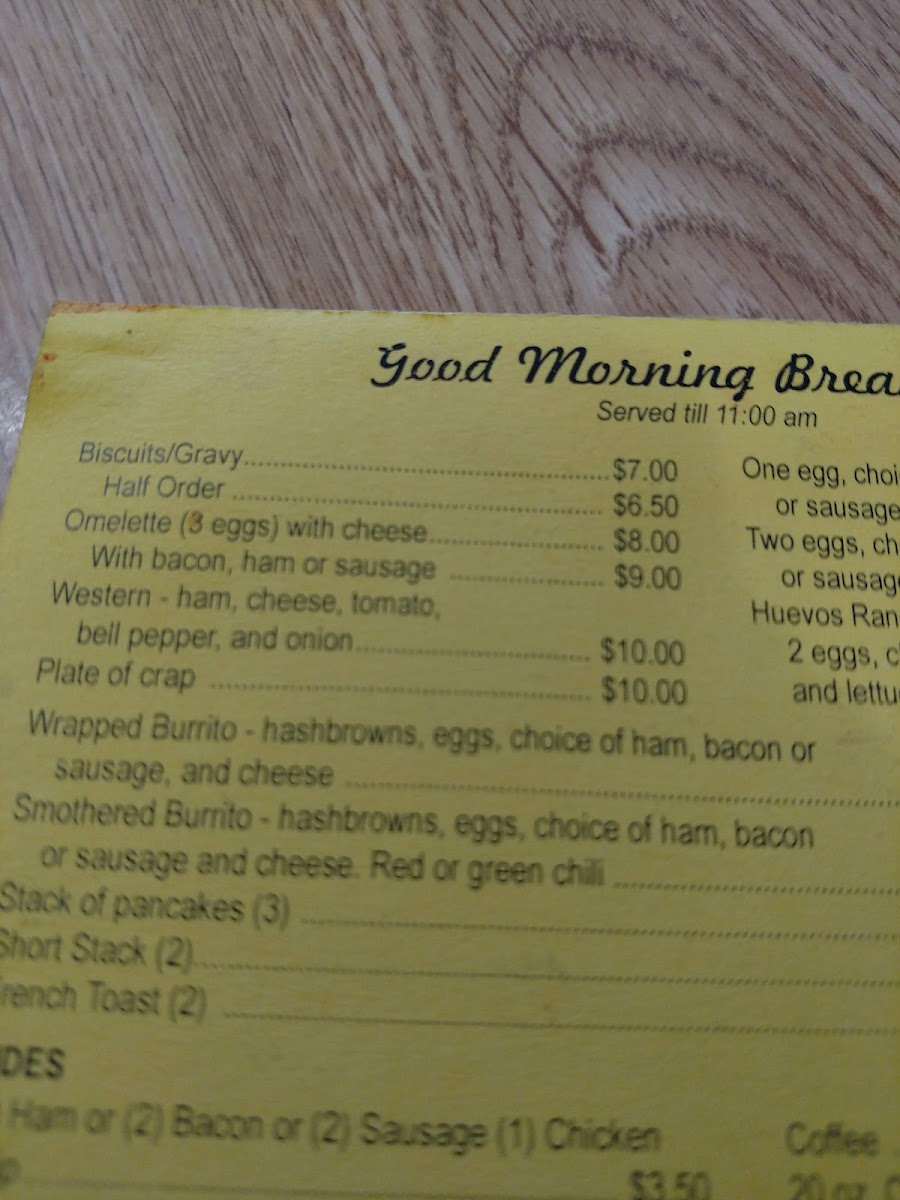 Good Morning Brea
Served till 11:00 am
Biscuits/Gravy $7.00
Half Order $6.50
Omelette (3 eggs) with cheese $8.00
With bacon, ham or sausage $9.00
Western - ham, cheese, tomato,
bell pepper, and onion $10.00
Plate of crap $10.00
Wrapped Burrito - hashbrowns, eggs, choice of ham, bacon or
sausage, and cheese
Smothered Burrito - hashbrowns, eggs, choice of ham, bacon
or sausage and cheese. Red or green chili
Stack of pancakes (3)
Short Stack (2)
rench Toast (2)
One egg, choi
or sausage
Two eggs, ch
or sausag
Huevos Ran
2 eggs, c
and lettu
DES
Ham or (2) Bacon or (2) Sausage (1) Chicken
$3.50
Coffee
20 oz.